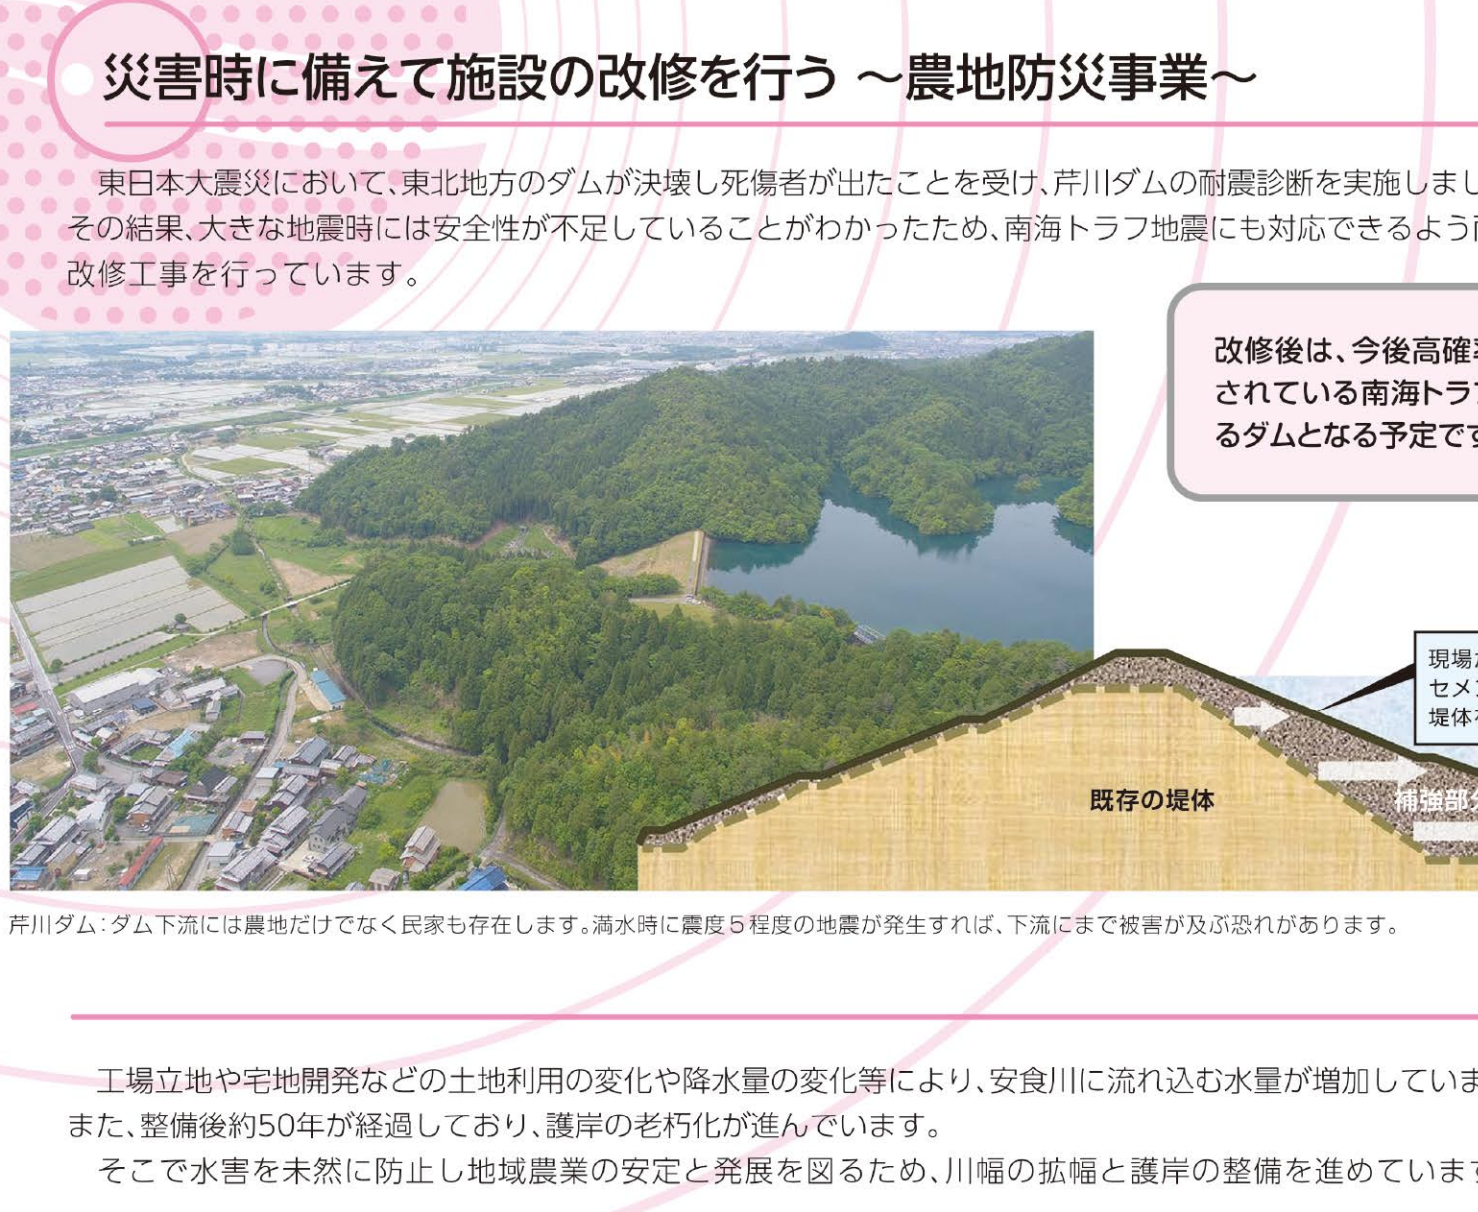 災害時に備えて施設の改修を行う ～農地防災事業～
東日本大震災において、東北地方のダムが決壊し死傷者が出たことを受け、芹川ダムの耐震診断を実施しまし
その結果、大きな地震時には安全性が不足していることがわかったため、南海トラフ地震にも対応できるよう
改修工事を行っています。
改修後は、今後高確
されている南海トラ
るダムとなる予定です
現場
セメ
堤体
既存の堤体
補強部
芹川ダム：ダム下流には農地だけでなく民家も存在します。満水時に震度５程度の地震が発生すれば、下流にまで被害が及ぶ恐れがあります。
工場立地や宅地開発などの土地利用の変化や降水量の変化等により、安食川に流れ込む水量が増加していま
また、整備後約50年が経過しており、護岸の老朽化が進んでいます。
そこで水害を未然に防止し地域農業の安定と発展を図るため、川幅の拡幅と護岸の整備を進めています